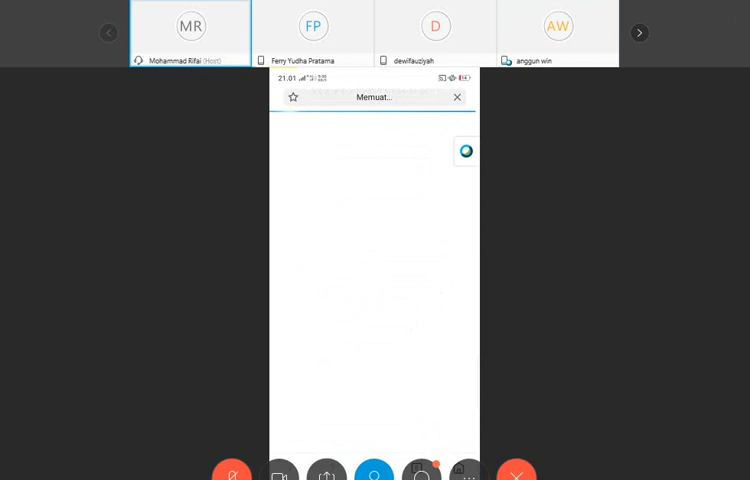 MR
FP
D
AW
Mohammad Rifai (Host)
Ferry Yudha Pratama
dewifauziyah
anggun win
21.01
Memuat...